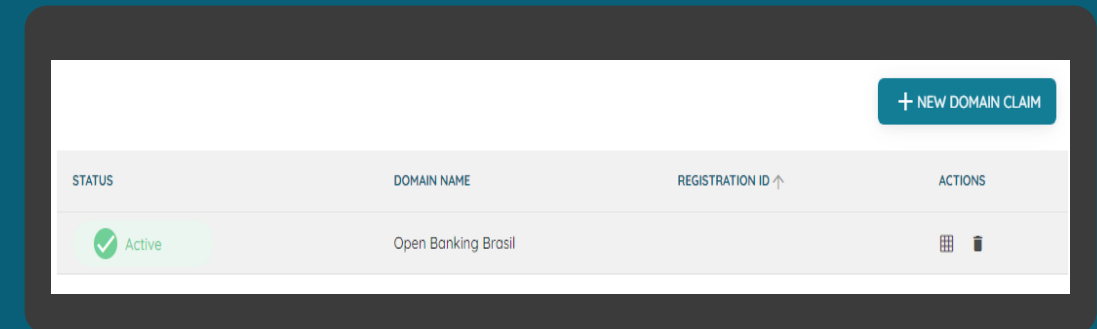 + NEW DOMAIN CLAIM
STATUS DOMAIN NAME REGISTRATION ID ↑ ACTIONS
Active Open Banking Brasil